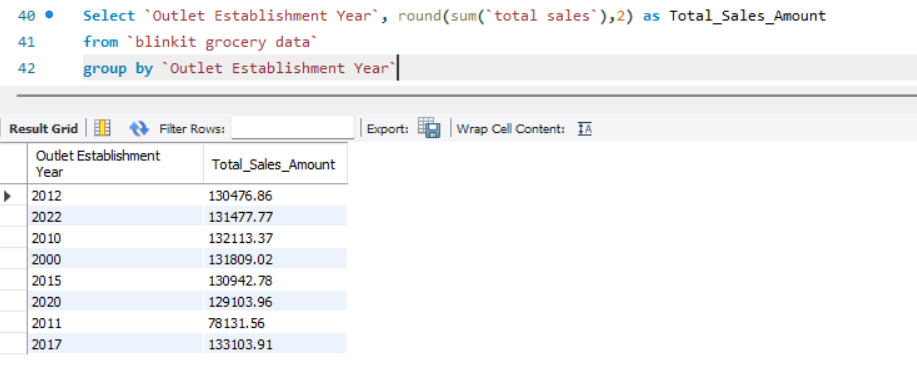 40 Select `Outlet Establishment Year`, round(sum(`total sales`),2) as Total_Sales_Amount
41 from `blinkit grocery data`
42 group by `Outlet Establishment Year`
Result Grid Filter Rows: Export: Wrap Cell Content: IA
Outlet Establishment
Year Total_Sales_Amount
2012 130476.86
2022 131477.77
2010 132113.37
2000 131809.02
2015 130942.78
2020 129103.96
2011 78131.56
2017 133103.91